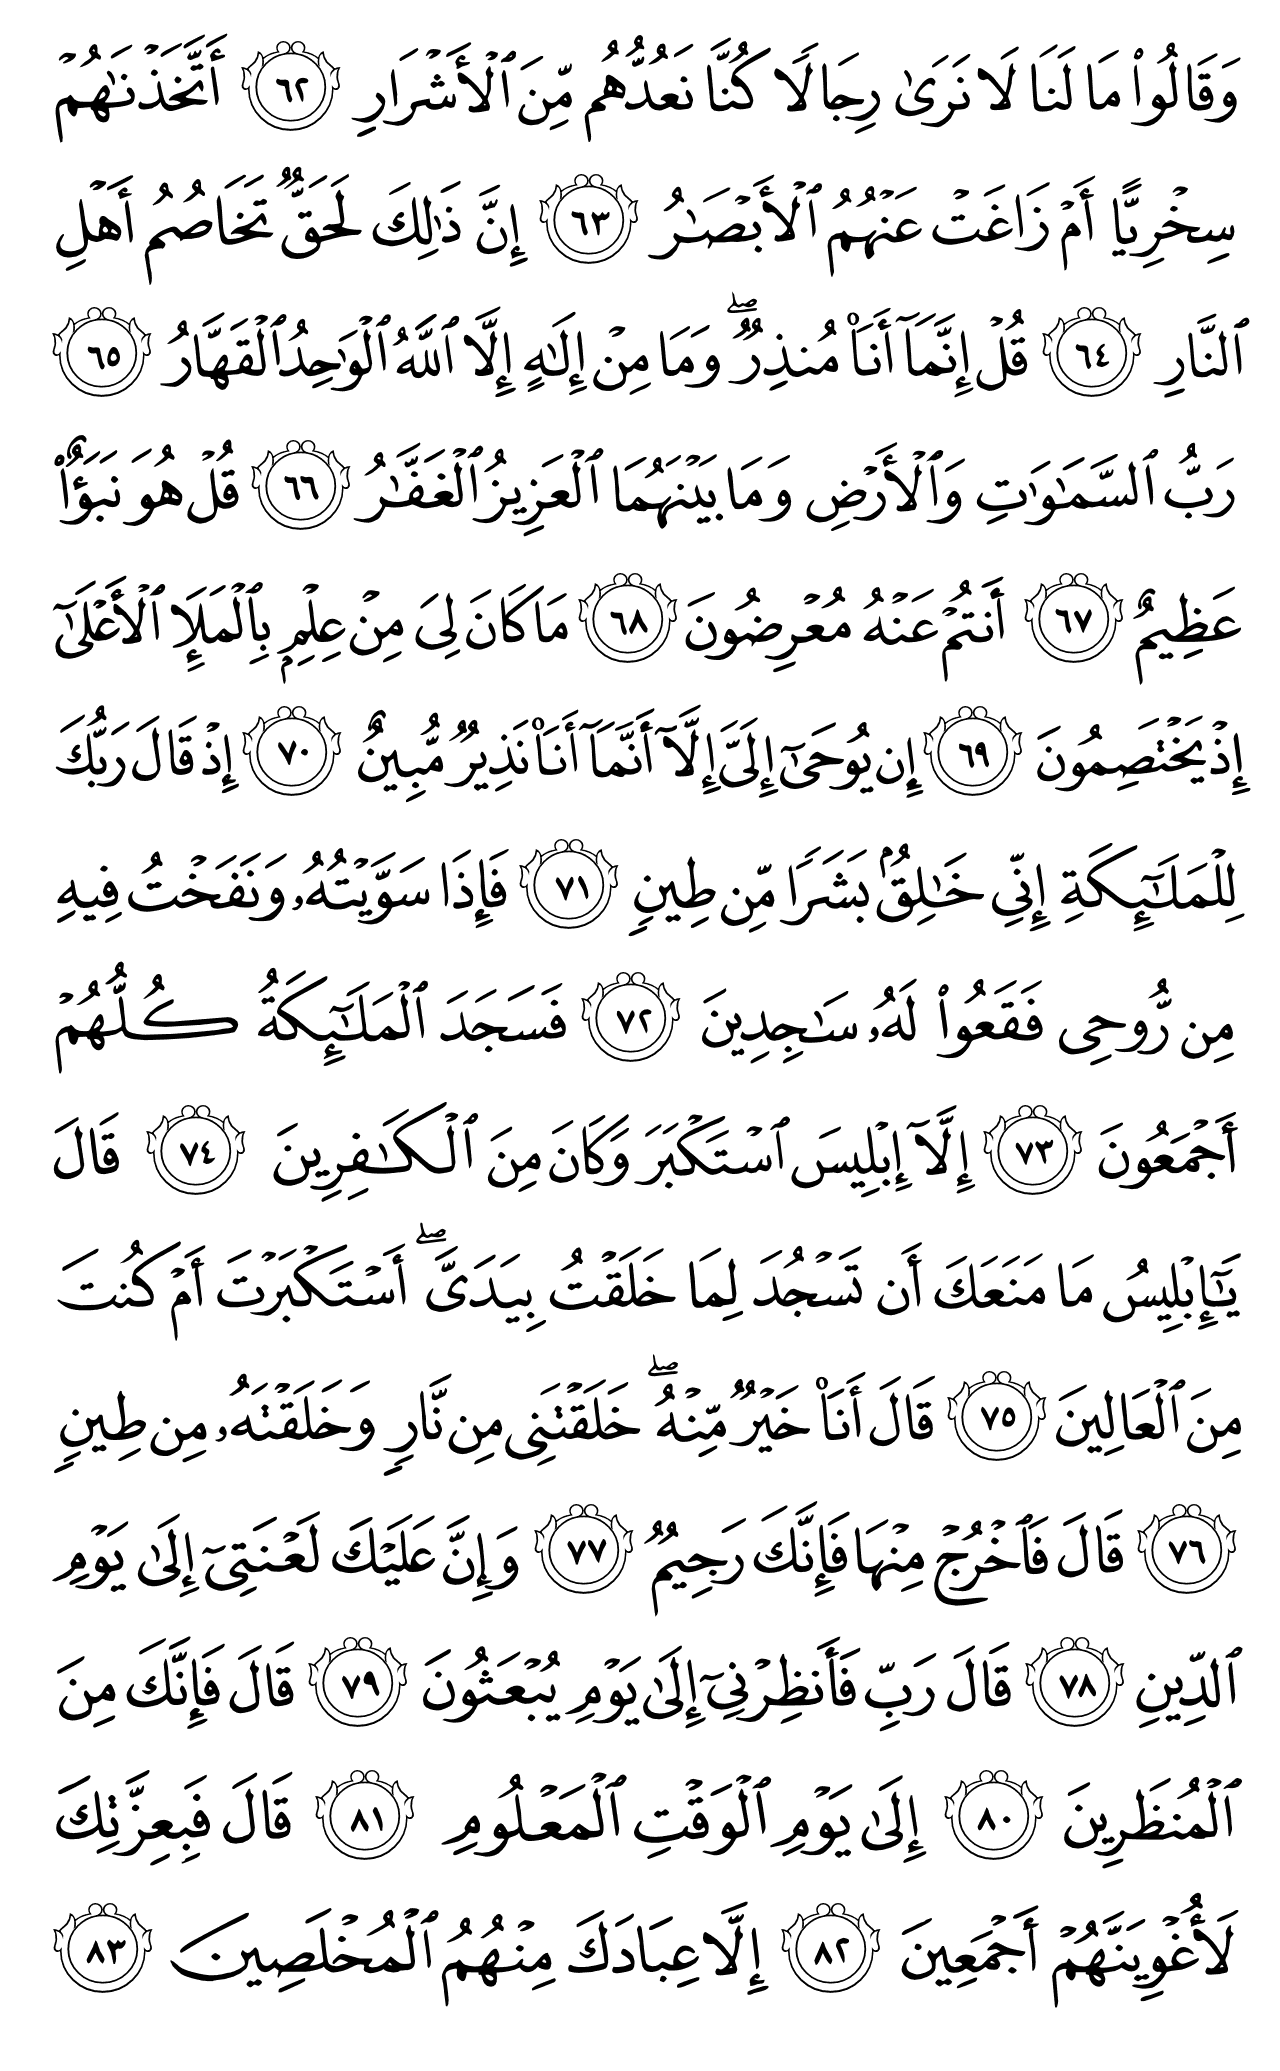 وَقَالُوا۟ مَا لَنَا لَا نَرَىٰ رِجَالًا كُنَّا نَعُدُّهُم مِّنَ ٱلْأَشْرَارِ ٦٢ أَتَّخَذْنَـٰهُمْ
سِخْرِيًّا أَمْ زَاغَتْ عَنْهُمُ ٱلْأَبْصَـٰرُ ٦٣ إِنَّ ذَٰلِكَ لَحَقٌّ تَخَاصُمُ أَهْلِ
ٱلنَّارِ ٦٤ قُلْ إِنَّمَآ أَنَا۠ مُنذِرٌ ۖ وَمَا مِنْ إِلَـٰهٍ إِلَّا ٱللَّهُ ٱلْوَٰحِدُ ٱلْقَهَّارُ ٦٥
رَبُّ ٱلسَّمَـٰوَٰتِ وَٱلْأَرْضِ وَمَا بَيْنَهُمَا ٱلْعَزِيزُ ٱلْغَفَّـٰرُ ٦٦ قُلْ هُوَ نَبَؤٌا۟
عَظِيمٌ ٦٧ أَنتُمْ عَنْهُ مُعْرِضُونَ ٦٨ مَا كَانَ لِىَ مِنْ عِلْمٍۭ بِٱلْمَلَإِ ٱلْأَعْلَىٰٓ
إِذْ يَخْتَصِمُونَ ٦٩ إِن يُوحَىٰٓ إِلَىَّ إِلَّآ أَنَّمَآ أَنَا۠ نَذِيرٌ مُّبِينٌ ٧٠ إِذْ قَالَ رَبُّكَ
لِلْمَلَـٰٓئِكَةِ إِنِّى خَـٰلِقٌۢ بَشَرًا مِّن طِينٍ ٧١ فَإِذَا سَوَّيْتُهُۥ وَنَفَخْتُ فِيهِ
مِن رُّوحِى فَقَعُوا۟ لَهُۥ سَـٰجِدِينَ ٧٢ فَسَجَدَ ٱلْمَلَـٰٓئِكَةُ كُلُّهُمْ
أَجْمَعُونَ ٧٣ إِلَّآ إِبْلِيسَ ٱسْتَكْبَرَ وَكَانَ مِنَ ٱلْكَـٰفِرِينَ ٧٤ قَالَ
يَـٰٓإِبْلِيسُ مَا مَنَعَكَ أَن تَسْجُدَ لِمَا خَلَقْتُ بِيَدَىَّ ۖ أَسْتَكْبَرْتَ أَمْ كُنتَ
مِنَ ٱلْعَالِينَ ٧٥ قَالَ أَنَا۠ خَيْرٌ مِّنْهُ ۖ خَلَقْتَنِى مِن نَّارٍ وَخَلَقْتَهُۥ مِن طِينٍ
٧٦ قَالَ فَٱخْرُجْ مِنْهَا فَإِنَّكَ رَجِيمٌ ٧٧ وَإِنَّ عَلَيْكَ لَعْنَتِىٓ إِلَىٰ يَوْمِ
ٱلدِّينِ ٧٨ قَالَ رَبِّ فَأَنظِرْنِىٓ إِلَىٰ يَوْمِ يُبْعَثُونَ ٧٩ قَالَ فَإِنَّكَ مِنَ
ٱلْمُنظَرِينَ ٨٠ إِلَىٰ يَوْمِ ٱلْوَقْتِ ٱلْمَعْلُومِ ٨١ قَالَ فَبِعِزَّتِكَ
لَأُغْوِيَنَّهُمْ أَجْمَعِينَ ٨٢ إِلَّا عِبَادَكَ مِنْهُمُ ٱلْمُخْلَصِينَ ٨٣